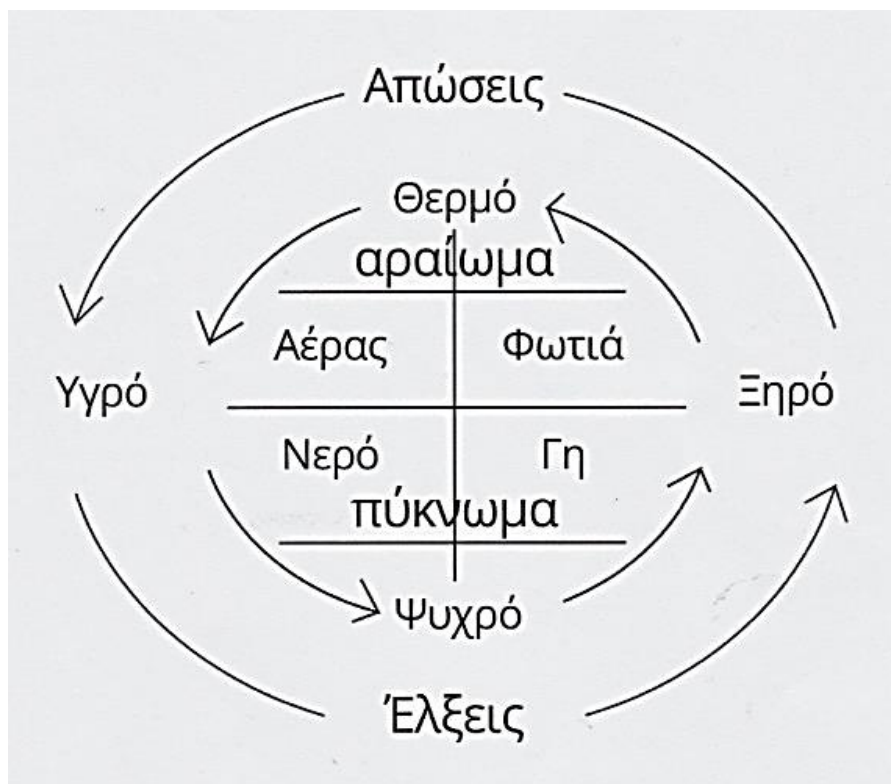 Απώσεις
Θερμό
αραίωμα
Αέρας Φωτιά
Υγρό Ξηρό
Νερό Γη
πύκνωμα
Ψυχρό
Έλξεις